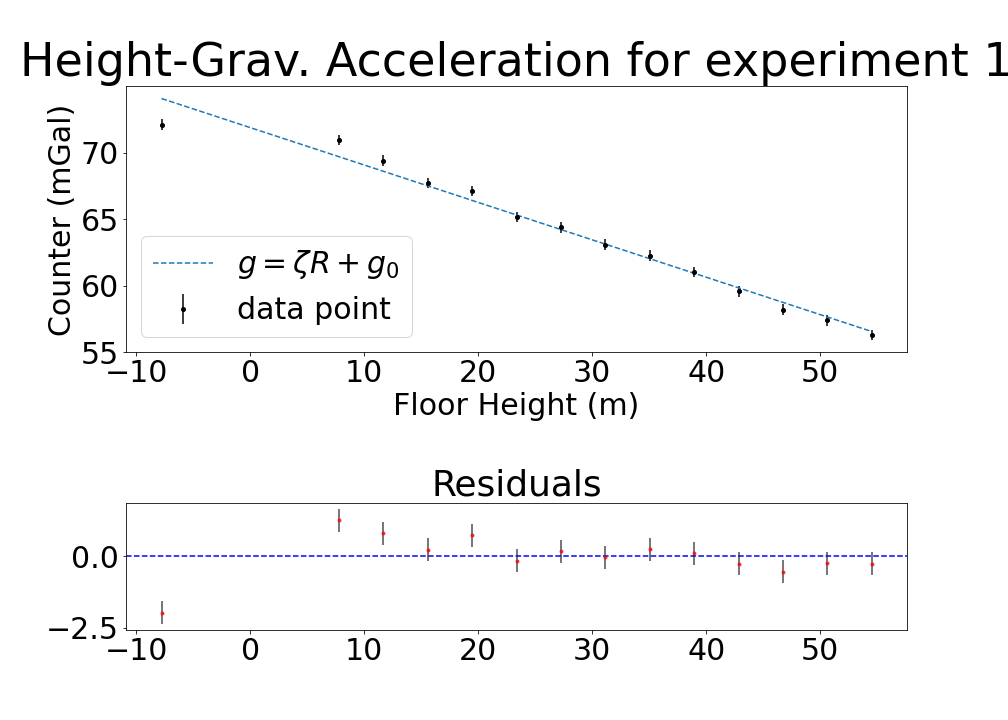 Height-Grav. Acceleration for experiment 1
Counter (mGal)
70
65
60
55
g = ζR + g₀
data point
−10 0 10 20 30 40 50
Floor Height (m)
Residuals
0.0
−2.5
−10 0 10 20 30 40 50